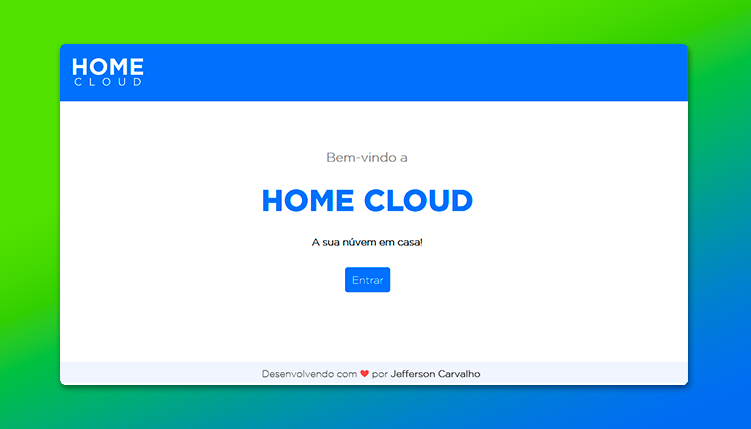 HOME
CLOUD
Bem-vindo a
HOME CLOUD
A sua núvem em casa!
Entrar
Desenvolvendo com ❤ por Jefferson Carvalho